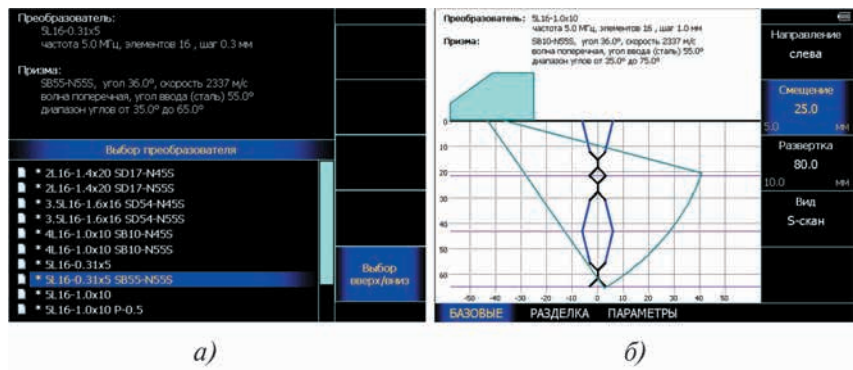 Преобразователь:
5L16-0.31x5
частота 5.0 МГц, элементов 16 , шаг 0.3 мм
Призма:
SB55-N55S, угол 36.0°, скорость 2337 м/с
волна поперечная, угол ввода (сталь) 55.0°
диапазон углов от 35.0° до 65.0°
Выбор преобразователя
* 2L16-1.4x20 SD17-N45S
* 2L16-1.4x20 SD17-N55S
* 3.5L16-1.6x16 SD54-N45S
* 3.5L16-1.6x16 SD54-N55S
* 4L16-1.0x10 SB10-N45S
* 4L16-1.0x10 SB10-N55S
* 5L16-0.31x5
* 5L16-0.31x5 SB55-N55S
* 5L16-1.0x10
* 5L16-1.0x10 P-0.5
Выбор
вверх/вниз
а)
Преобразователь: 5L16-1.0x10
частота 5.0 МГц, элементов 16 , шаг 1.0 мм
Призма: SB10-N55S, угол 36.0°, скорость 2337 м/с
волна поперечная, угол ввода (сталь) 55.0°
диапазон углов от 35.0° до 75.0°
0
10
20
30
40
50
60
-50 -40 -30 -20 -10 0 10 20 30 40 50
Направление
слева
Смещение
25.0
5.0 мм
Развертка
80.0
10.0 мм
Вид
S-скан
БАЗОВЫЕ РАЗДЕЛКА ПАРАМЕТРЫ
б)